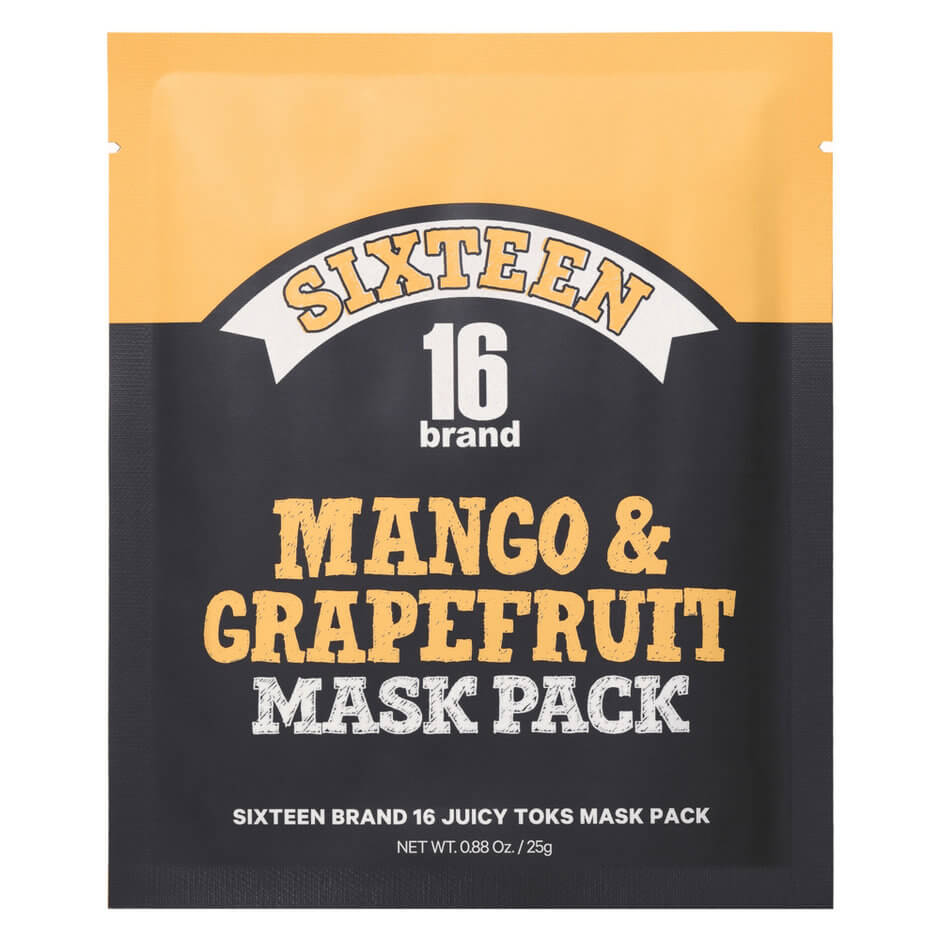 SIXTEEN
16
brand
MANGO &
GRAPEFRUIT
MASK PACK
SIXTEEN BRAND 16 JUICY TOKS MASK PACK
NET WT. 0.88 Oz. / 25g